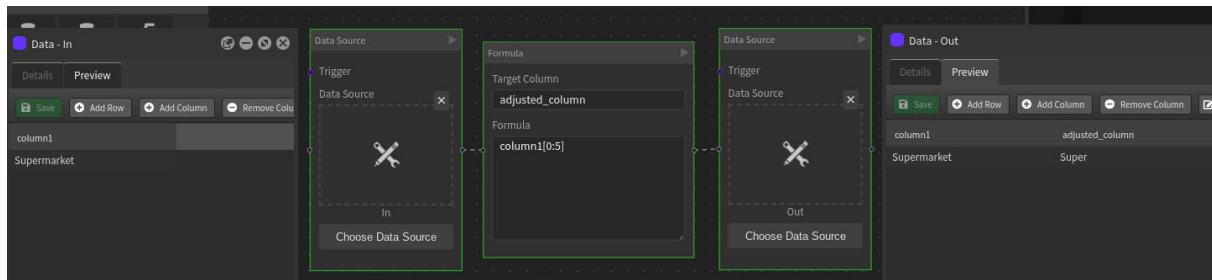 Data - In
Details Preview
Save Add Row Add Column Remove Colu
column1
Supermarket
Data Source
Trigger
Data Source
In
Choose Data Source
Formula
Target Column
adjusted_column
Formula
column1[0:5]
Data Source
Trigger
Data Source
Out
Choose Data Source
Data - Out
Details Preview
Save Add Row Add Column Remove Column
column1 adjusted_column
Supermarket Super